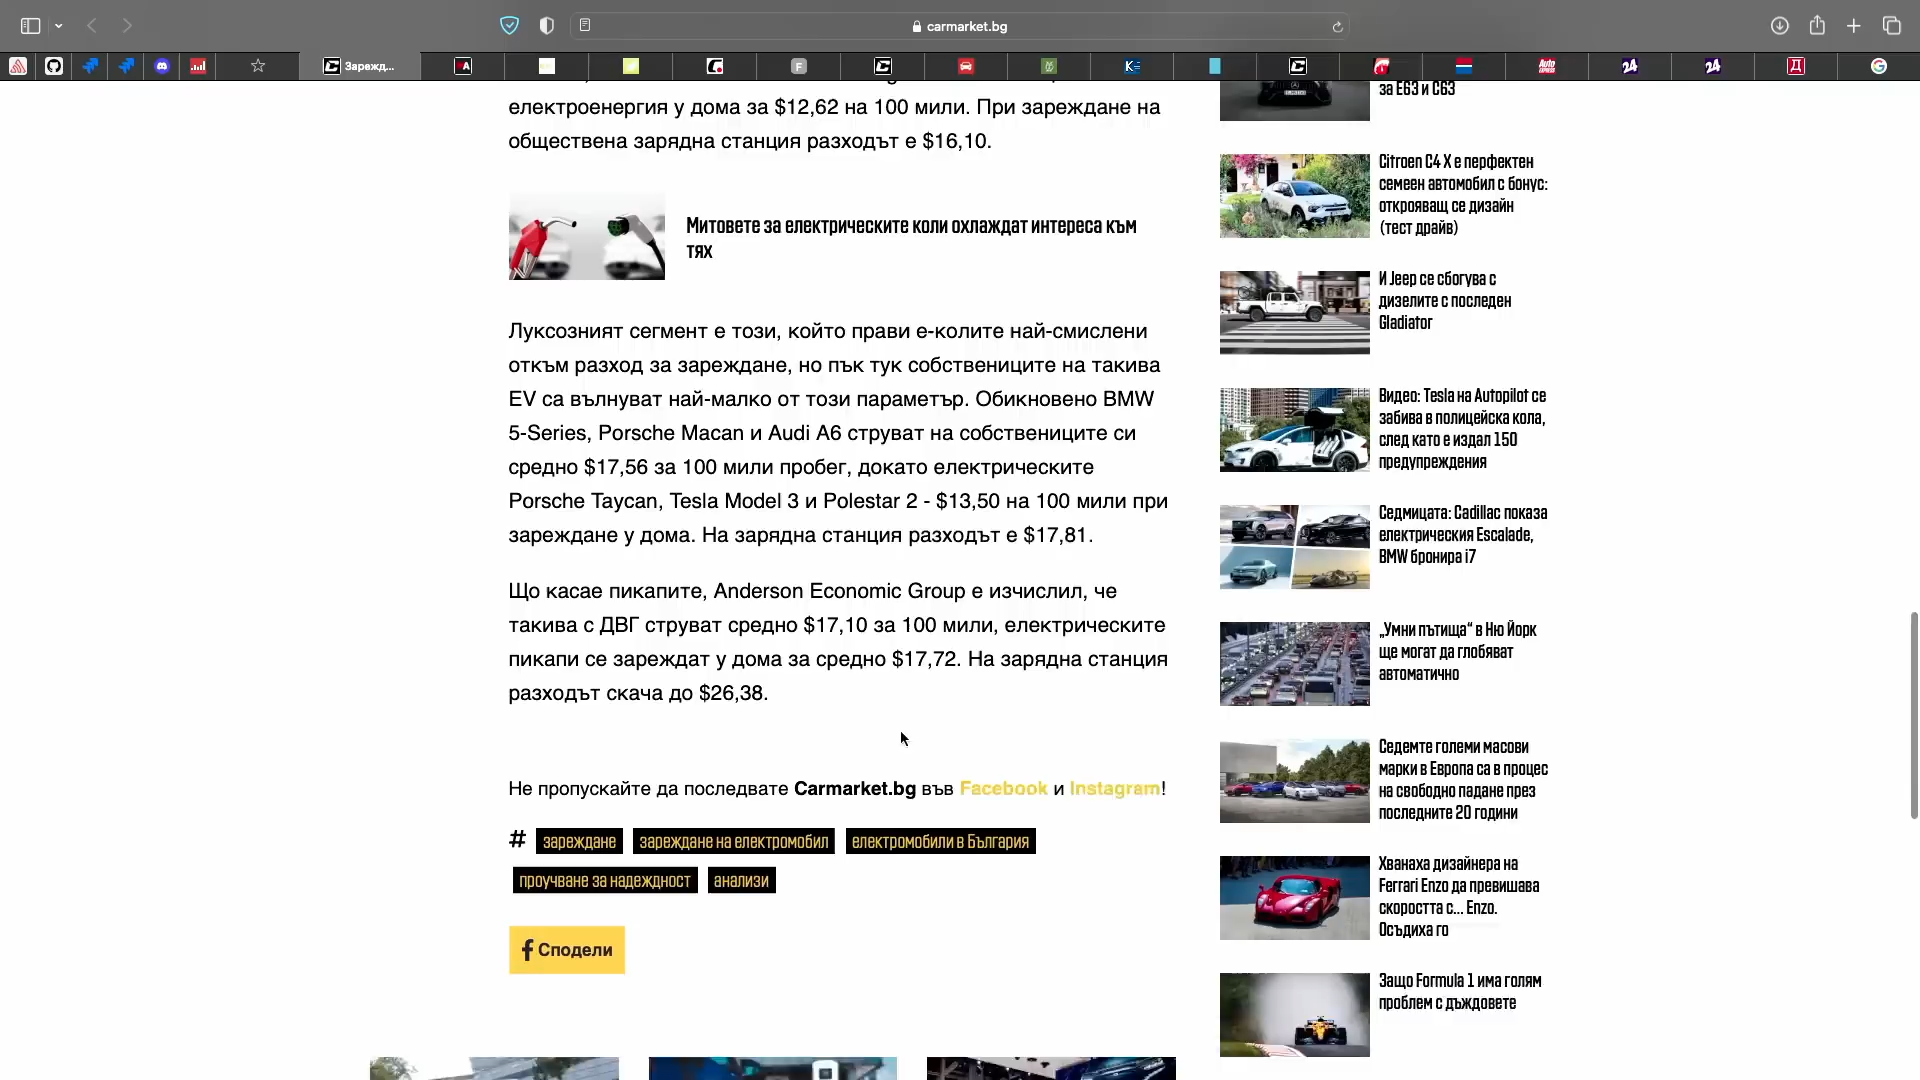 carmarket.bg
Зарежд...
електроенергия у дома за $12,62 на 100 мили. При зареждане на
обществена зарядна станция разходът е $16,10.
Митовете за електрическите коли охлаждат интереса към
тях
Луксозният сегмент е този, който прави е-колите най-смислени
откъм разход за зареждане, но пък тук собствениците на такива
EV са вълнуват най-малко от този параметър. Обикновено BMW
5-Series, Porsche Macan и Audi A6 струват на собствениците си
средно $17,56 за 100 мили пробег, докато електрическите
Porsche Taycan, Tesla Model 3 и Polestar 2 - $13,50 на 100 мили при
зареждане у дома. На зарядна станция разходът е $17,81.
Що касае пикапите, Anderson Economic Group е изчислил, че
такива с ДВГ струват средно $17,10 за 100 мили, електрическите
пикапи се зареждат у дома за средно $17,72. На зарядна станция
разходът скача до $26,38.
Не пропускайте да последвате Carmarket.bg във Facebook и Instagram!
# зареждане зареждане на електромобил електромобили в България
проучване за надеждност анализи
Сподели
за E63 и C63
Citroen C4 X е перфектен
семеен автомобил с бонус:
открояващ се дизайн
(тест драйв)
И Jeep се сбогува с
дизелите с последен
Gladiator
Видео: Tesla на Autopilot се
забива в полицейска кола,
след като е издал 150
предупреждения
Седмицата: Cadillac показа
електрическия Escalade,
BMW бронира i7
„Умни пътища“ в Ню Йорк
ще могат да глобяват
автоматично
Седемте големи масови
марки в Европа са в процес
на свободно падане през
последните 20 години
Хванаха дизайнера на
Ferrari Enzo да превишава
скоростта с... Enzo.
Осъдиха го
Защо Formula 1 има голям
проблем с дъждовете